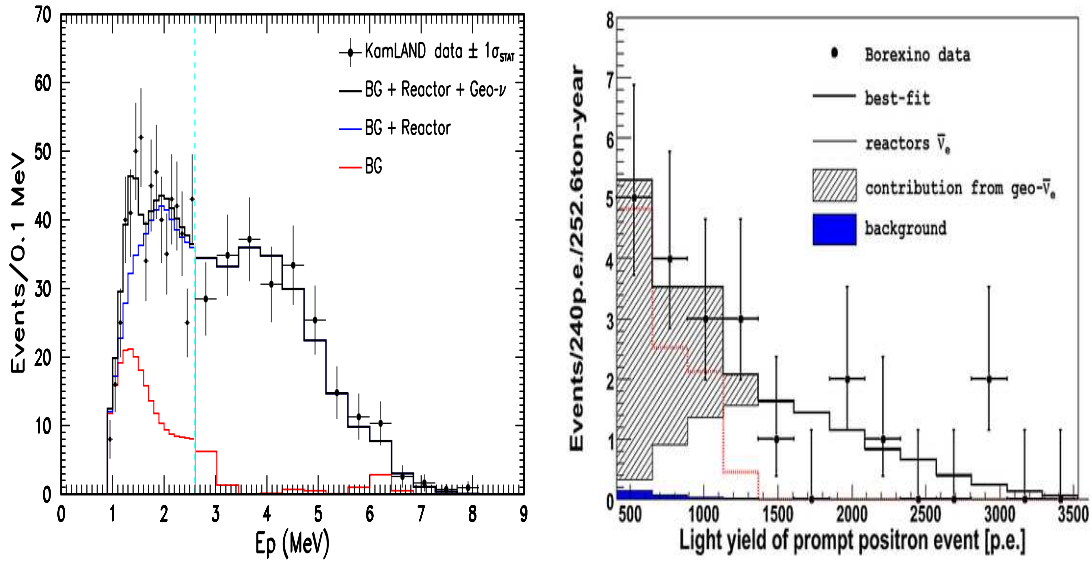 70
60
50
40
30
20
10
0
Events/0.1 MeV
KamLAND data ± 1σSTAT
BG + Reactor + Geo-ν
BG + Reactor
BG
0 1 2 3 4 5 6 7 8 9
Ep (MeV)
8
7
6
5
4
3
2
1
0
Events/240p.e./252.6ton-year
Borexino data
best-fit
reactors ν̅e
contribution from geo-ν̅e
background
500 1000 1500 2000 2500 3000 3500
Light yield of prompt positron event [p.e.]